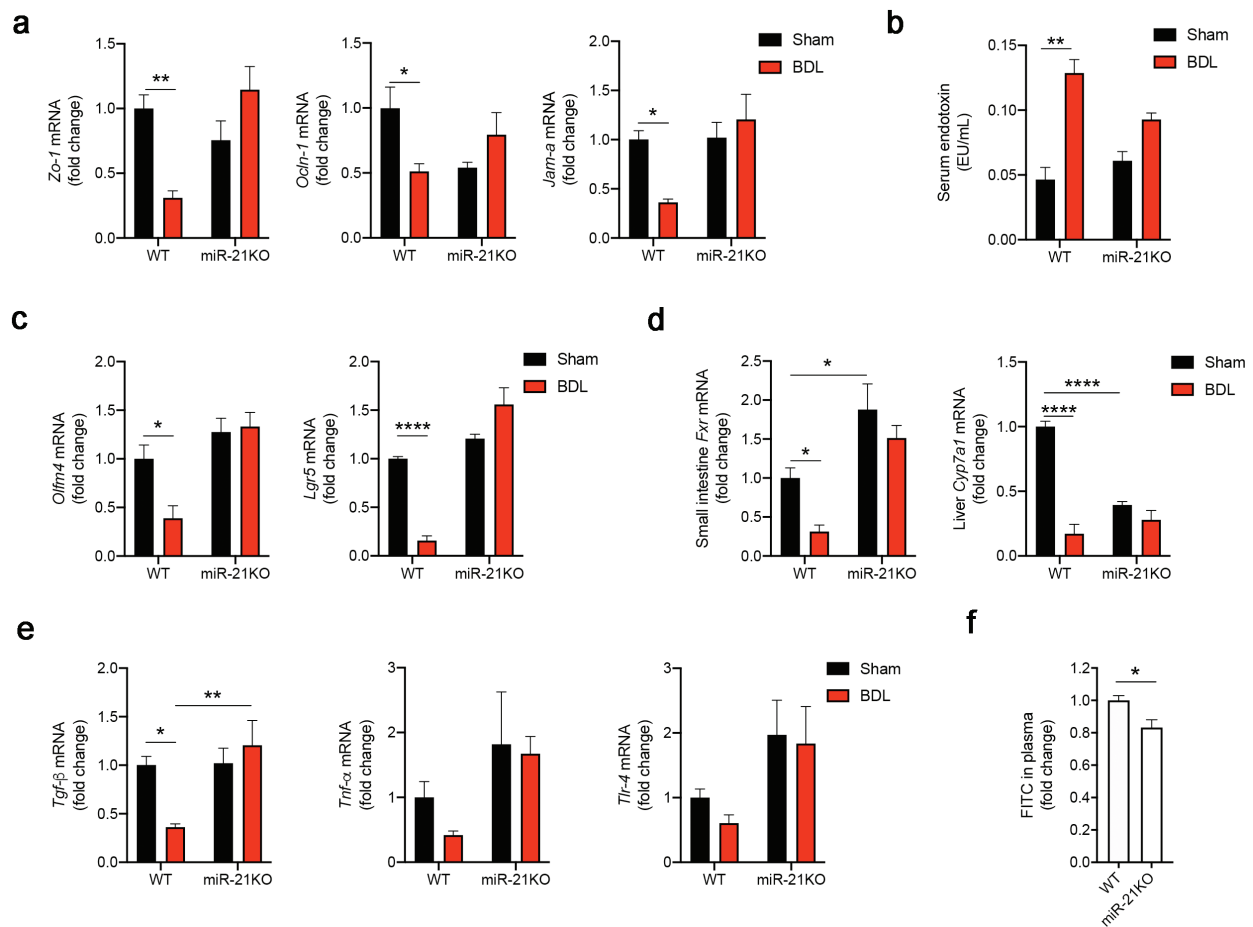 a
Zo-1 mRNA
(fold change)
1.5
1.0
0.5
0.0
**
WT
miR-21KO
Ocln-1 mRNA
(fold change)
1.5
1.0
0.5
0.0
*
WT
miR-21KO
Jam-a mRNA
(fold change)
2.0
1.5
1.0
0.5
0.0
*
WT
miR-21KO
Sham
BDL
b
Serum endotoxin
(EU/mL)
0.15
0.10
0.05
0.00
**
WT
miR-21KO
Sham
BDL
c
Olfm4 mRNA
(fold change)
2.0
1.5
1.0
0.5
0.0
*
WT
miR-21KO
Lgr5 mRNA
(fold change)
2.0
1.5
1.0
0.5
0.0
****
WT
miR-21KO
Sham
BDL
d
Small intestine Fxr mRNA
(fold change)
2.5
2.0
1.5
1.0
0.5
0.0
*
*
WT
miR-21KO
Liver Cyp7a1 mRNA
(fold change)
1.5
1.0
0.5
0.0
****
****
WT
miR-21KO
Sham
BDL
e
Tgf-β mRNA
(fold change)
2.0
1.5
1.0
0.5
0.0
*
**
WT
miR-21KO
Tnf-α mRNA
(fold change)
3
2
1
0
WT
miR-21KO
Tlr-4 mRNA
(fold change)
3
2
1
0
WT
miR-21KO
Sham
BDL
f
FITC in plasma
(fold change)
1.2
1.0
0.8
0.6
0.4
0.2
0.0
*
WT
miR-21KO